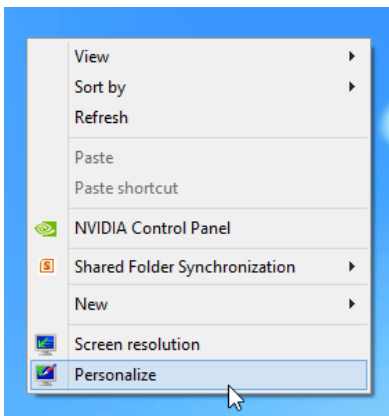 View
Sort by
Refresh
Paste
Paste shortcut
NVIDIA Control Panel
Shared Folder Synchronization
New
Screen resolution
Personalize